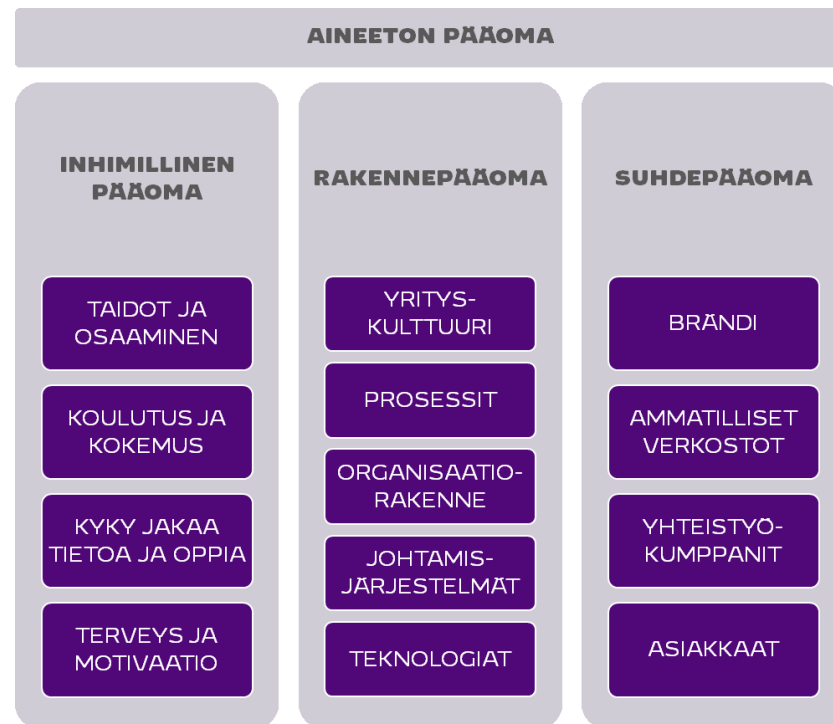 AINEETON PÄÄOMA
INHIMILLINEN
PÄÄOMA
TAIDOT JA
OSAAMINEN
KOULUTUS JA
KOKEMUS
KYKY JAKAA
TIETOA JA OPPIA
TERVEYS JA
MOTIVAATIO
RAKENNEPÄÄOMA
YRITYS-
KULTTUURI
PROSESSIT
ORGANISAATIO-
RAKENNE
JOHTAMIS-
JÄRJESTELMÄT
TEKNOLOGIAT
SUHDEPÄÄOMA
BRÄNDI
AMMATILLISET
VERKOSTOT
YHTEISTYÖ-
KUMPPANIT
ASIAKKAAT